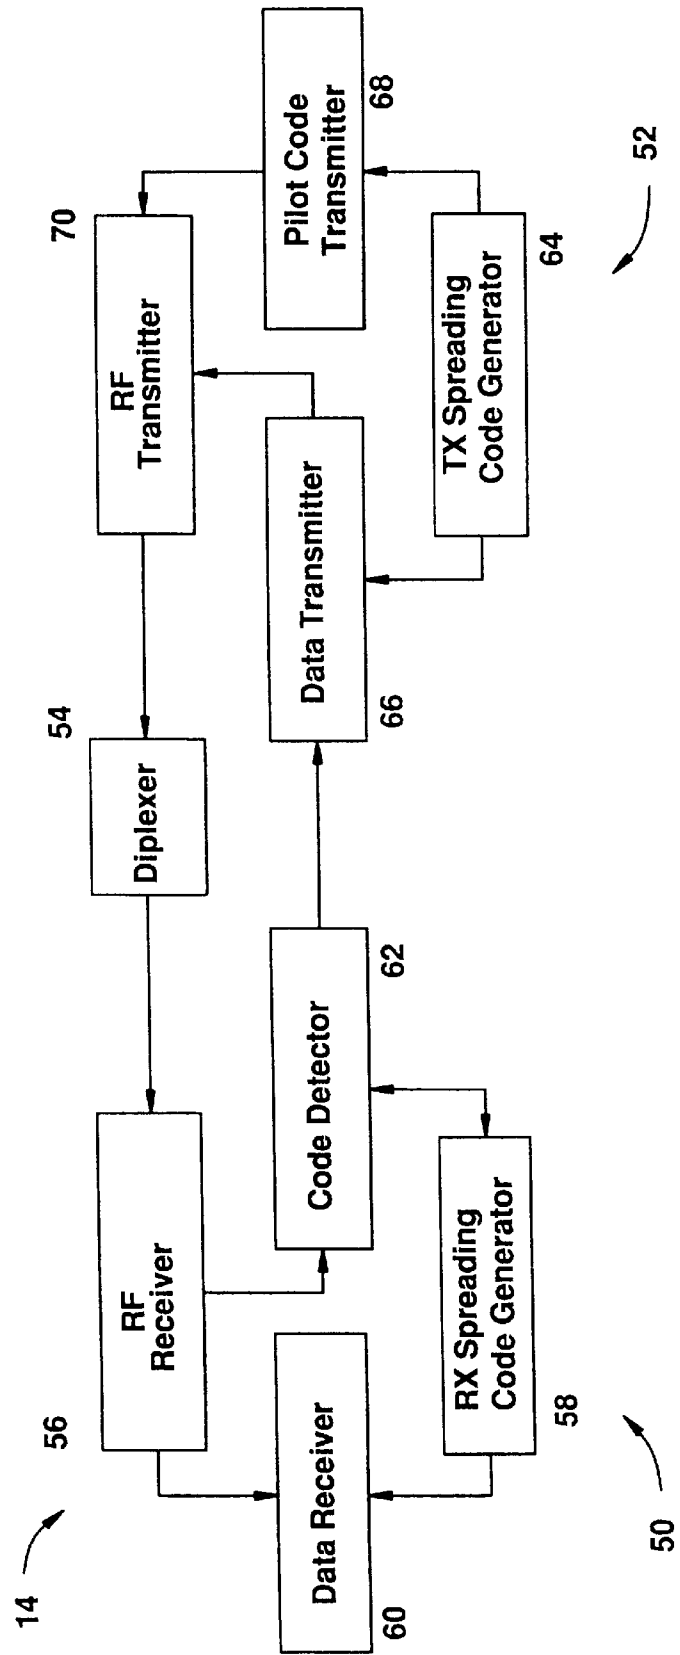 14
56
RF
Receiver
54
Diplexer
70
RF
Transmitter
60
Data Receiver
Code Detector
62
66
Data Transmitter
Pilot Code
Transmitter
68
RX Spreading
Code Generator
58
TX Spreading
Code Generator
64
50
52